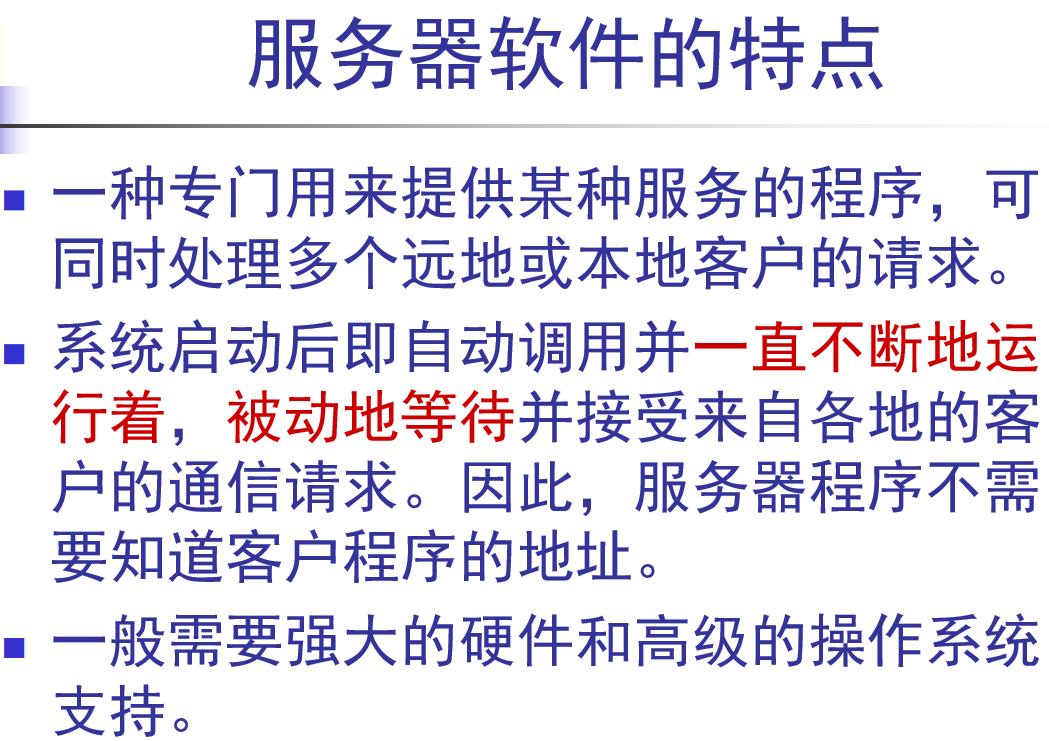 服务器软件的特点
一种专门用来提供某种服务的程序，可
同时处理多个远地或本地客户的请求。
系统启动后即自动调用并一直不断地运
行着，被动地等待并接受来自各地的客
户的通信请求。因此，服务器程序不需
要知道客户程序的地址。
一般需要强大的硬件和高级的操作系统
支持。